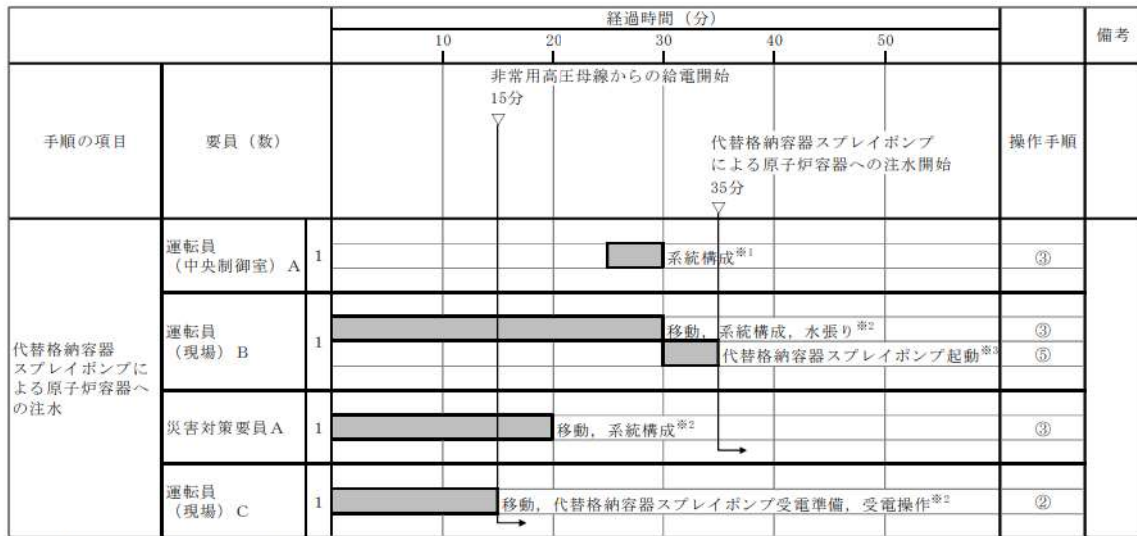 経過時間（分）
備考
10 20 30 40 50
非常用高圧母線からの給電開始
15分
手順の項目
要員（数）
代替格納容器スプレイポンプ
による原子炉容器への注水開始
35分
操作手順
代替格納容器
スプレイポンプに
よる原子炉容器へ
の注水
運転員
（中央制御室）A
1
系統構成※1
③
運転員
（現場）B
1
移動，系統構成，水張り※2
③
代替格納容器スプレイポンプ起動※3
⑤
災害対策要員A
1
移動，系統構成※2
③
運転員
（現場）C
1
移動，代替格納容器スプレイポンプ受電準備，受電操作※2
②